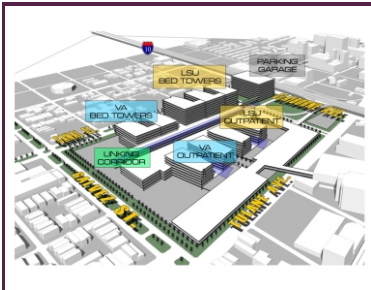 10
PARKING
GARAGE
LSU
BED TOWERS
VA
BED TOWERS
LSU
OUTPATIENT
LINKING
CORRIDOR
VA
OUTPATIENT
GALVEZ ST.
TULANE AVE.